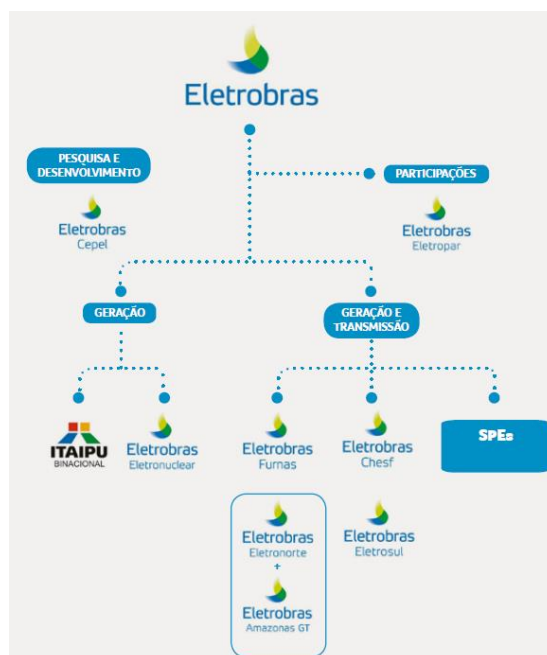 Eletrobras
PESQUISA E
DESENVOLVIMENTO
PARTICIPAÇÕES
Eletrobras
Cepel
Eletrobras
Eletropar
GERAÇÃO
GERAÇÃO E
TRANSMISSÃO
ITAIPU
BINACIONAL
Eletrobras
Eletronuclear
Eletrobras
Furnas
Eletrobras
Chesf
SPEs
Eletrobras
Eletronorte
+
Eletrobras
Amazonas GT
Eletrobras
Eletrosul